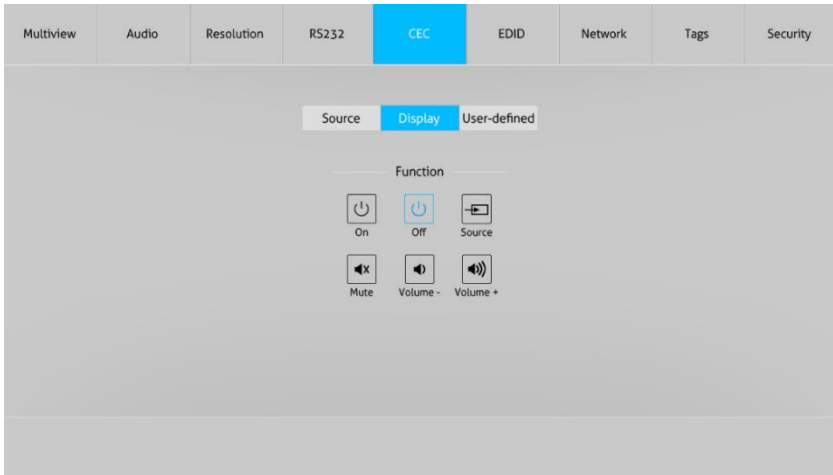 Multiview Audio Resolution RS232 CEC EDID Network Tags Security
Source Display User-defined
Function
On Off Source
Mute Volume - Volume +